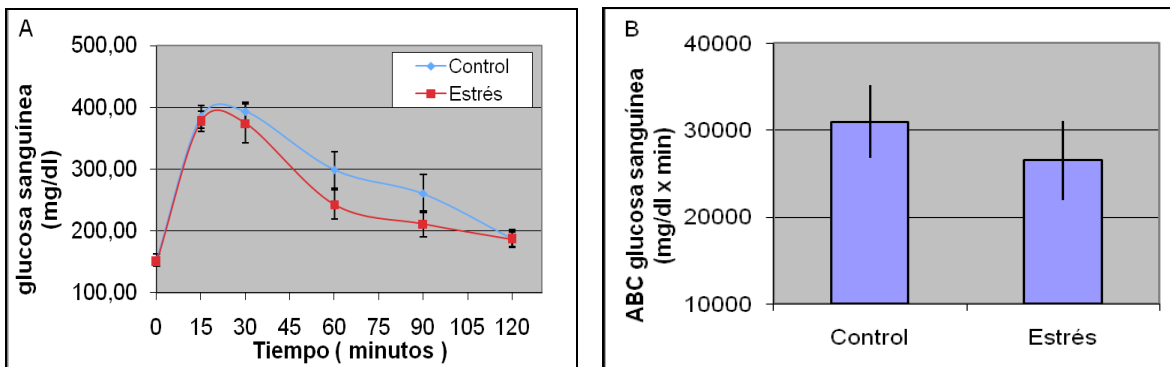 A
glucosa sanguínea
(mg/dl)
500,00
400,00
300,00
200,00
100,00
Control
Estrés
0 15 30 45 60 75 90 105 120
Tiempo ( minutos )
B
ABC glucosa sanguínea
(mg/dl x min)
40000
30000
20000
10000
Control Estrés